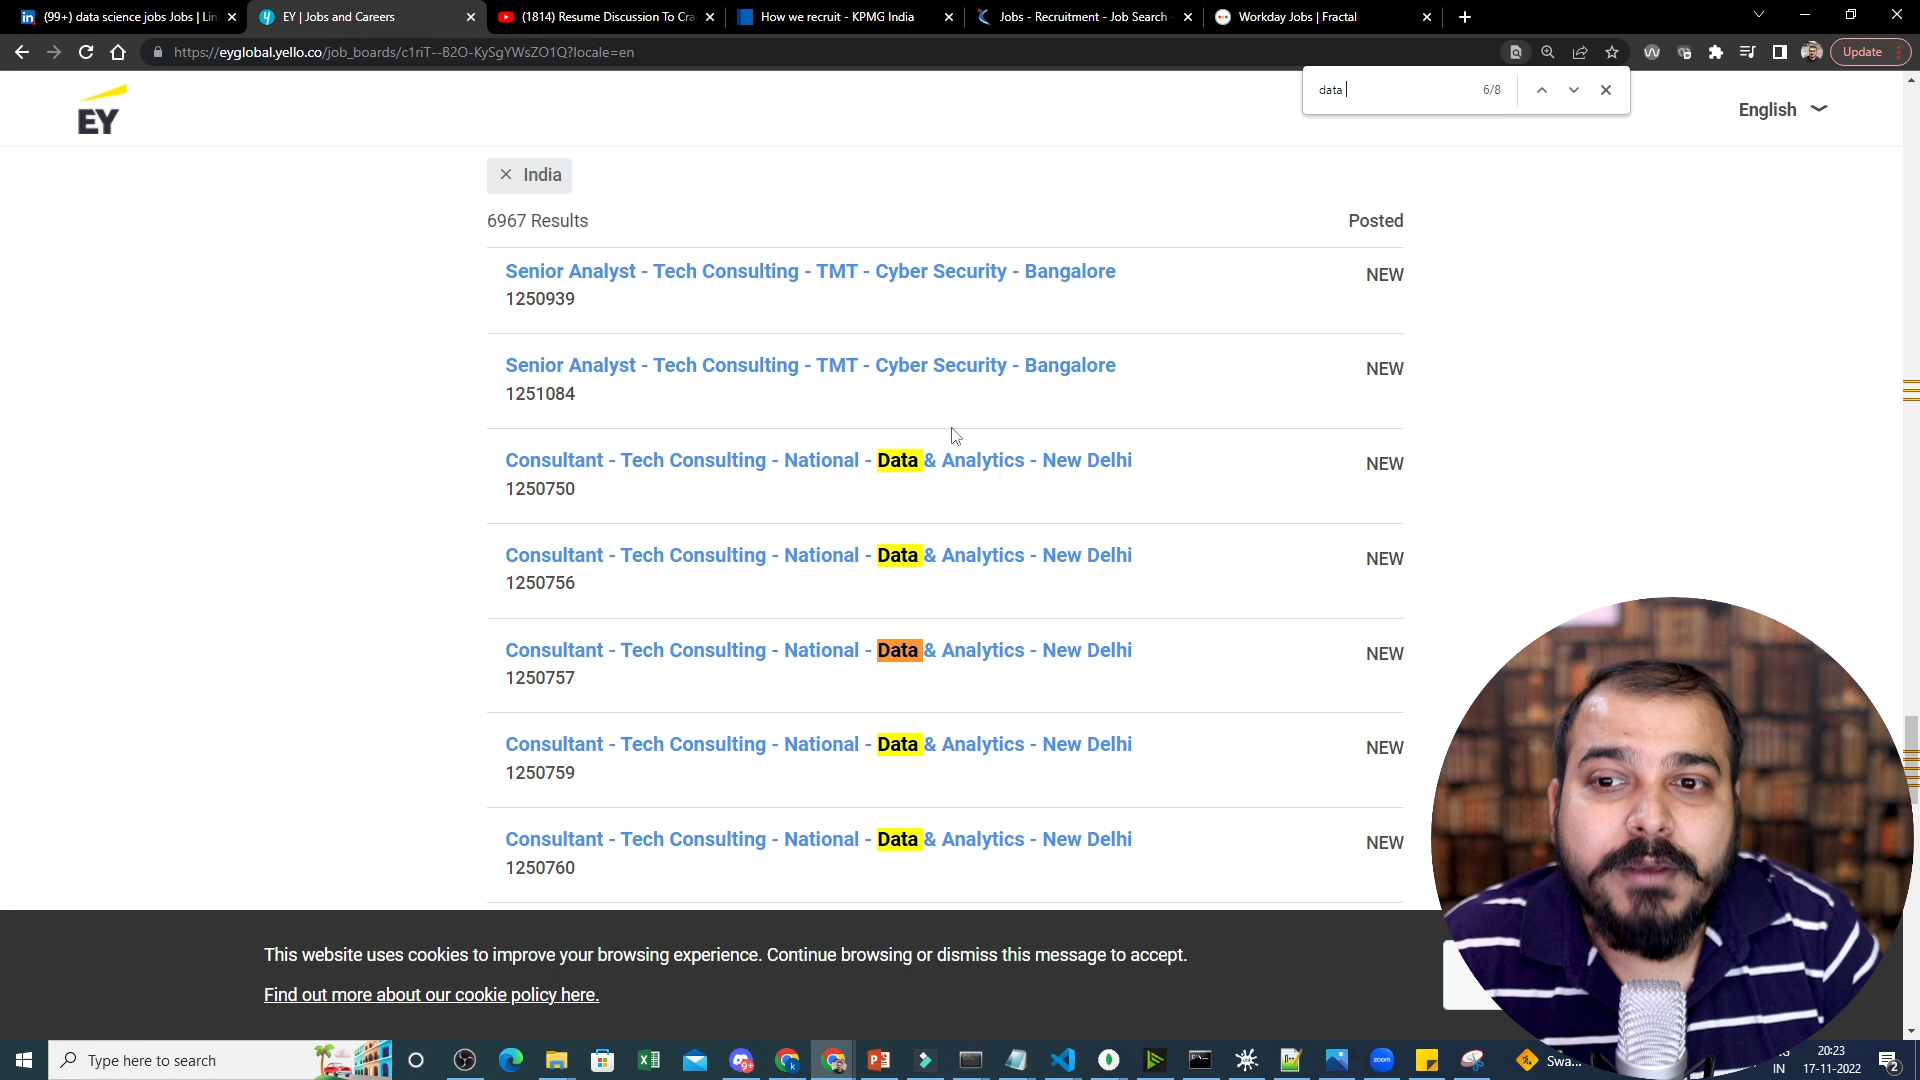 (99+) data science jobs Jobs | Lin
EY | Jobs and Careers
(1814) Resume Discussion To Cra
How we recruit - KPMG India
Jobs - Recruitment - Job Search
Workday Jobs | Fractal
https://eyglobal.yello.co/job_boards/c1riT--B2O-KySgYWsZO1Q?locale=en
Update
data
6/8
EY
English
India
6967 Results
Posted
Senior Analyst - Tech Consulting - TMT - Cyber Security - Bangalore
NEW
1250939
Senior Analyst - Tech Consulting - TMT - Cyber Security - Bangalore
NEW
1251084
Consultant - Tech Consulting - National - Data & Analytics - New Delhi
NEW
1250750
Consultant - Tech Consulting - National - Data & Analytics - New Delhi
NEW
1250756
Consultant - Tech Consulting - National - Data & Analytics - New Delhi
NEW
1250757
Consultant - Tech Consulting - National - Data & Analytics - New Delhi
NEW
1250759
Consultant - Tech Consulting - National - Data & Analytics - New Delhi
NEW
1250760
This website uses cookies to improve your browsing experience. Continue browsing or dismiss this message to accept.
Find out more about our cookie policy here.
Type here to search
Swa...
IN
20:23
17-11-2022
2